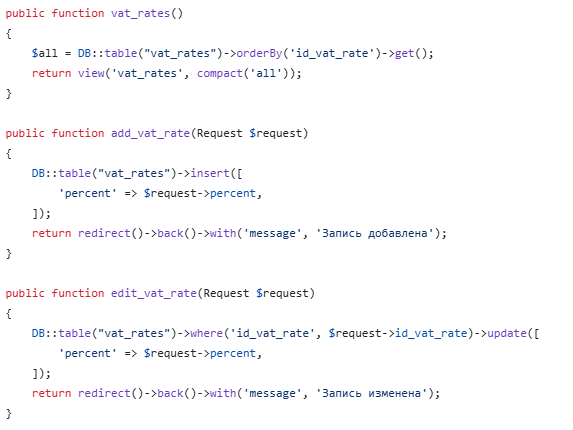 public function vat_rates()
{
    $all = DB::table("vat_rates")->orderBy('id_vat_rate')->get();
    return view('vat_rates', compact('all'));
}

public function add_vat_rate(Request $request)
{
    DB::table("vat_rates")->insert([
        'percent' => $request->percent,
    ]);
    return redirect()->back()->with('message', 'Запись добавлена');
}

public function edit_vat_rate(Request $request)
{
    DB::table("vat_rates")->where('id_vat_rate', $request->id_vat_rate)->update([
        'percent' => $request->percent,
    ]);
    return redirect()->back()->with('message', 'Запись изменена');
}